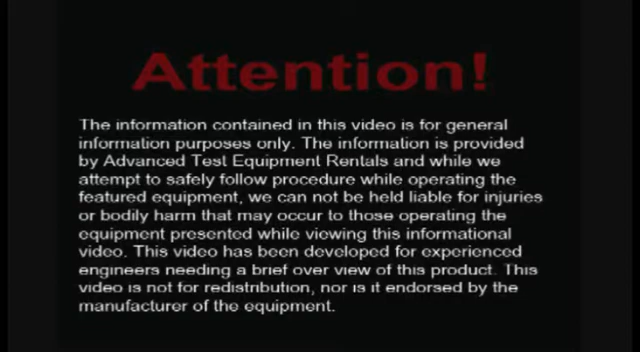 Attention!
The information contained in this video is for general
information purposes only. The information is provided
by Advanced Test Equipment Rentals and while we
attempt to safely follow procedure while operating the
featured equipment, we can not be held liable for injuries
or bodily harm that may occur to those operating the
equipment presented while viewing this informational
video. This video has been developed for experienced
engineers needing a brief over view of this product. This
video is not for redistribution, nor is it endorsed by the
manufacturer of the equipment.